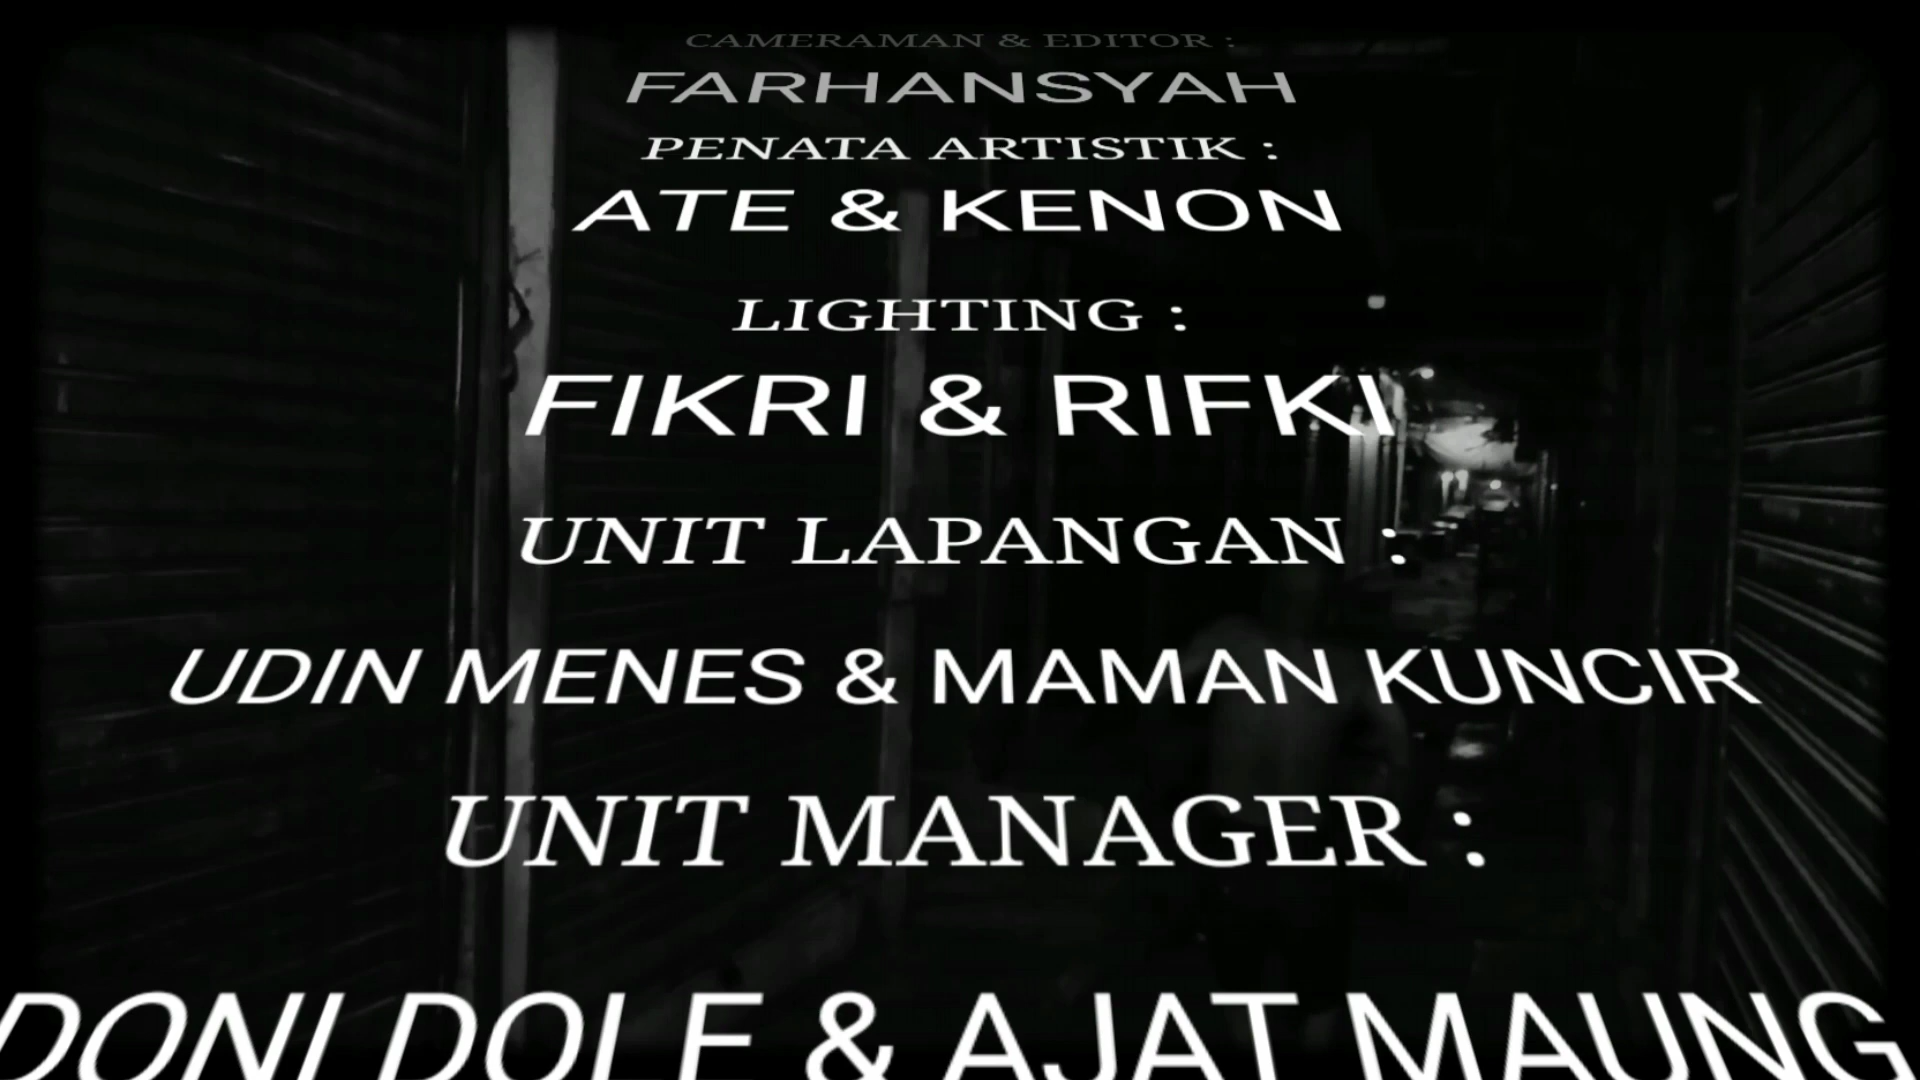 CAMERAMAN & EDITOR :
FARHANSYAH
PENATA ARTISTIK :
ATE & KENON
LIGHTING :
FIKRI & RIFKI
UNIT LAPANGAN :
UDIN MENES & MAMAN KUNCIR
UNIT MANAGER :
DONI DOLE & AJAT MAUNG